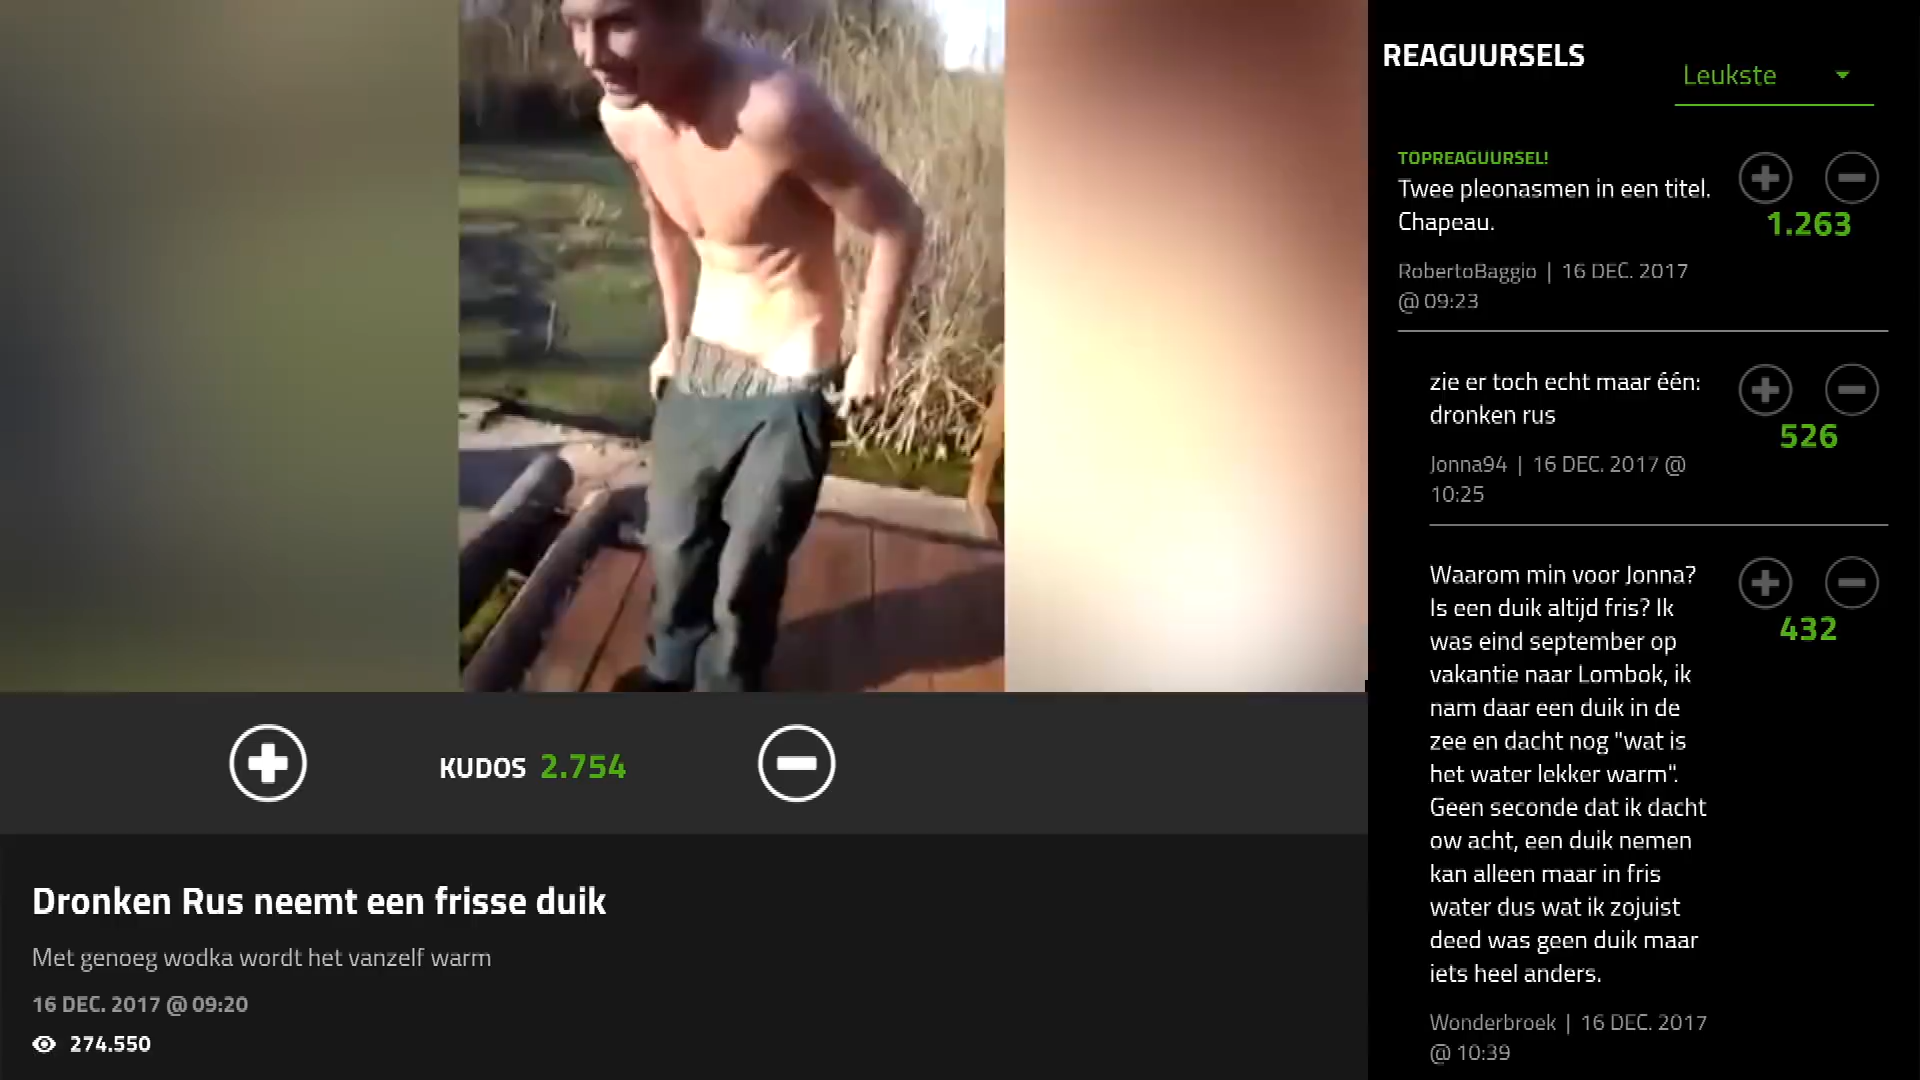 REAGUURSELS
Leukste
TOPREAGUURSEL!
Twee pleonasmen in een titel.
Chapeau.
1.263
RobertoBaggio | 16 DEC. 2017
@ 09:23
zie er toch echt maar één:
dronken rus
526
Jonna94 | 16 DEC. 2017 @
10:25
Waarom min voor Jonna?
Is een duik altijd fris? Ik
was eind september op
vakantie naar Lombok, ik
nam daar een duik in de
zee en dacht nog "wat is
het water lekker warm".
Geen seconde dat ik dacht
ow acht, een duik nemen
kan alleen maar in fris
water dus wat ik zojuist
deed was geen duik maar
iets heel anders.
432
Wonderbroek | 16 DEC. 2017
@ 10:39
KUDOS 2.754
Dronken Rus neemt een frisse duik
Met genoeg wodka wordt het vanzelf warm
16 DEC. 2017 @ 09:20
274.550